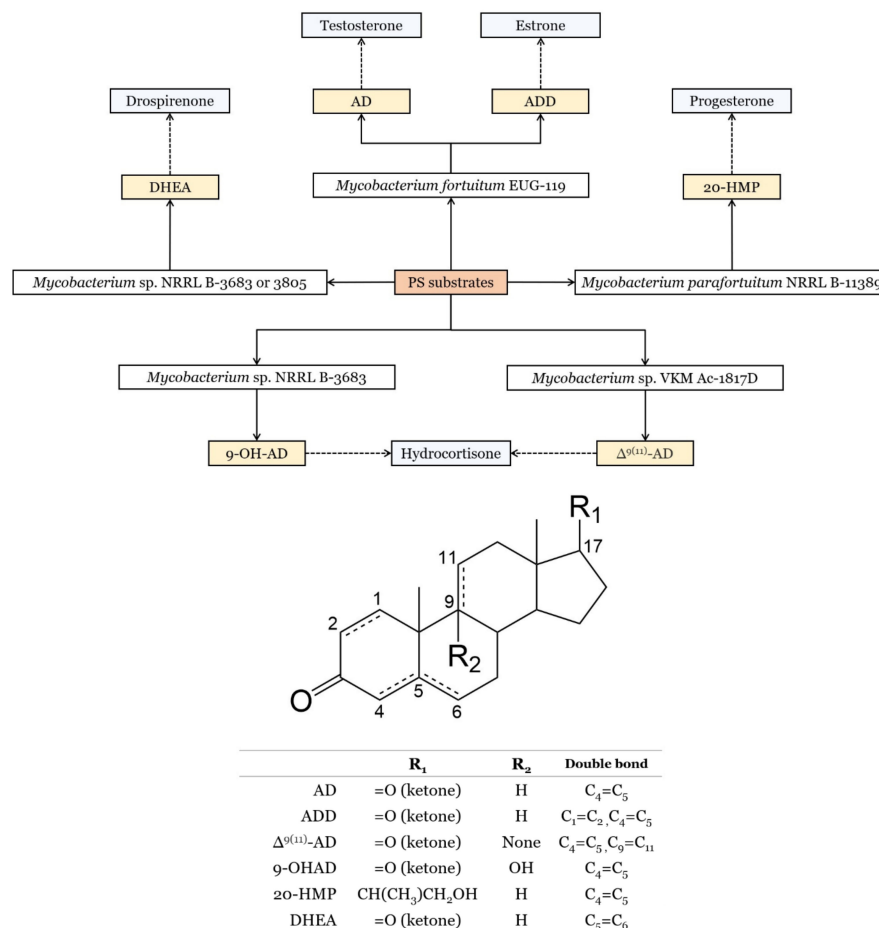 Testosterone
Estrone
Drospirenone
AD
ADD
Progesterone
DHEA
Mycobacterium fortuitum EUG-119
20-HMP
Mycobacterium sp. NRRL B-3683 or 3805
PS substrates
Mycobacterium parafortuitum NRRL B-11389
Mycobacterium sp. NRRL B-3683
Mycobacterium sp. VKM Ac-1817D
9-OH-AD
Hydrocortisone
Δ⁹⁽¹¹⁾-AD
R₁
11
17
1
9
2
R₂
O
5
4
6
R₁ R₂ Double bond
AD =O (ketone) H C₄=C₅
ADD =O (ketone) H C₁=C₂,C₄=C₅
Δ⁹⁽¹¹⁾-AD =O (ketone) None C₄=C₅,C₉=C₁₁
9-OHAD =O (ketone) OH C₄=C₅
20-HMP CH(CH₃)CH₂OH H C₄=C₅
DHEA =O (ketone) H C₅=C₆